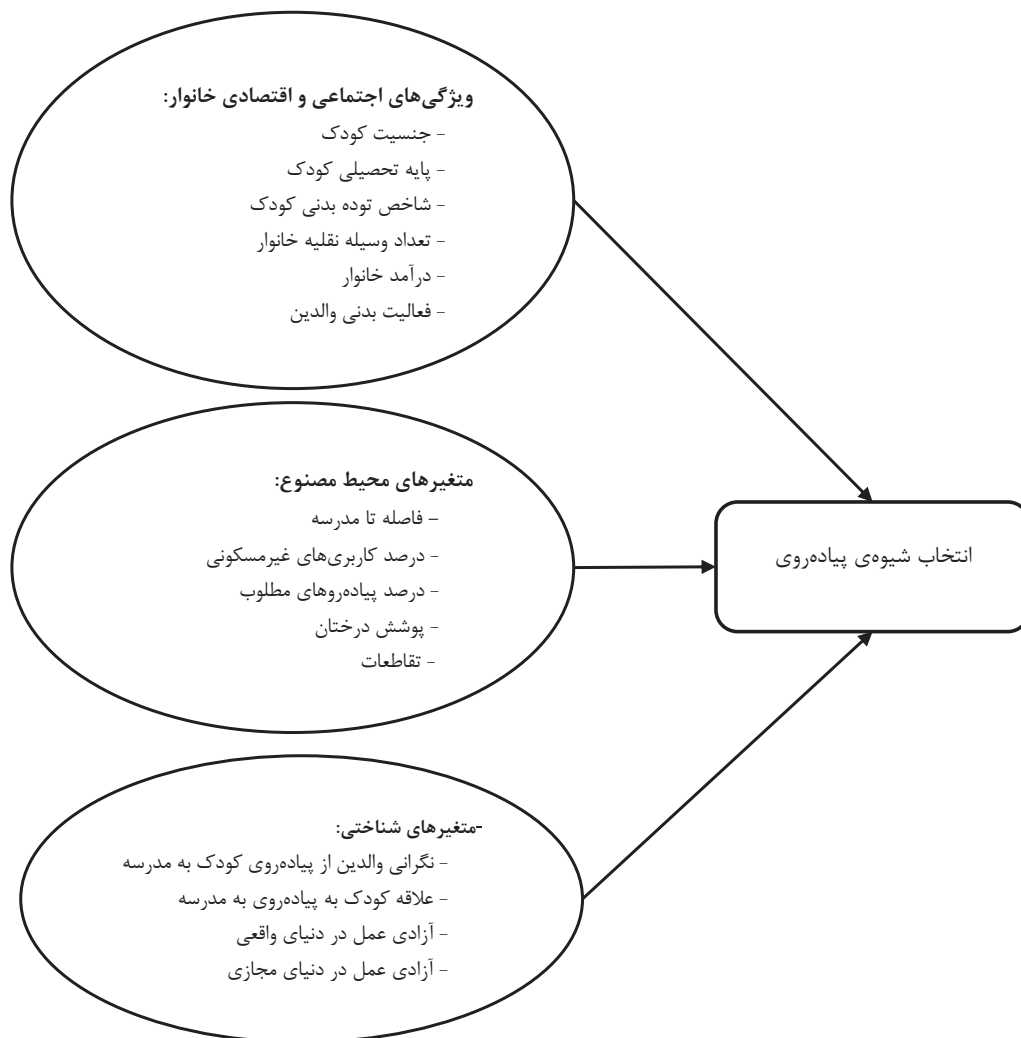 ویژگی‌های اجتماعی و اقتصادی خانوار:
- جنسیت کودک
- پایه تحصیلی کودک
- شاخص توده بدنی کودک
- تعداد وسیله نقلیه خانوار
- درآمد خانوار
- فعالیت بدنی والدین
متغیرهای محیط مصنوع:
- فاصله تا مدرسه
- درصد کاربری‌های غیرمسکونی
- درصد پیاده‌روهای مطلوب
- پوشش درختان
- تقاطعات
انتخاب شیوه‌ی پیاده‌روی
-متغیرهای شناختی:
- نگرانی والدین از پیاده‌روی کودک به مدرسه
- علاقه کودک به پیاده‌روی به مدرسه
- آزادی عمل در دنیای واقعی
- آزادی عمل در دنیای مجازی